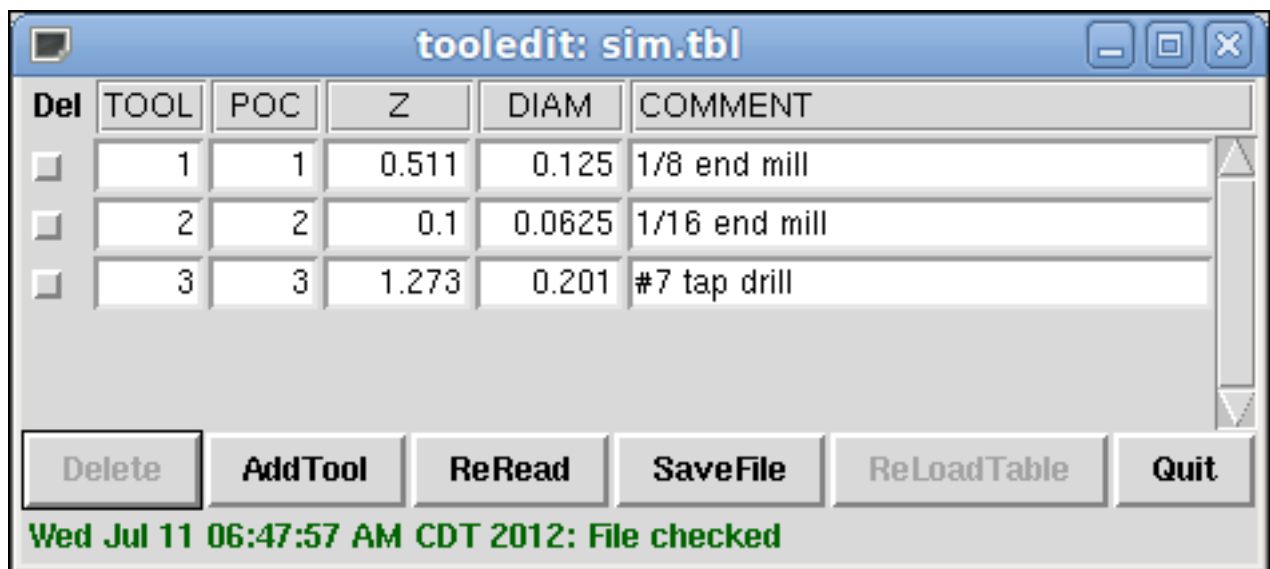 tooledit: sim.tbl
Del TOOL POC Z DIAM COMMENT
1 1 0.511 0.125 1/8 end mill
2 2 0.1 0.0625 1/16 end mill
3 3 1.273 0.201 #7 tap drill
Delete AddTool ReRead SaveFile ReLoadTable Quit
Wed Jul 11 06:47:57 AM CDT 2012: File checked